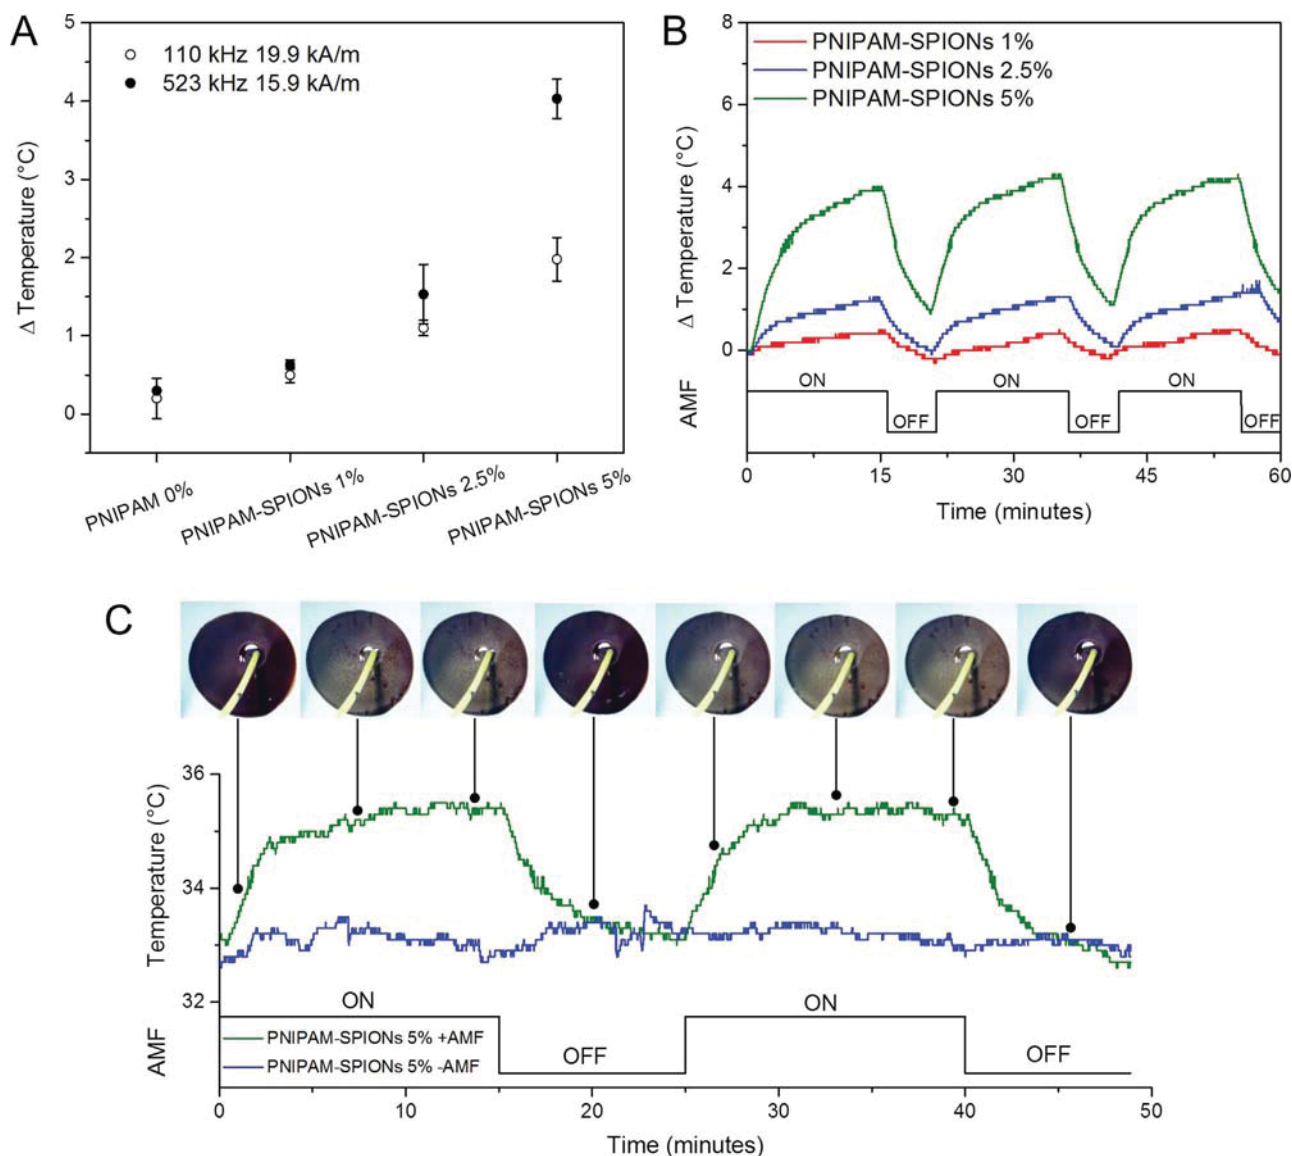 A
5
4
3
2
1
0
Δ Temperature (°C)
110 kHz 19.9 kA/m
523 kHz 15.9 kA/m
PNIPAM 0%
PNIPAM-SPIONs 1%
PNIPAM-SPIONs 2.5%
PNIPAM-SPIONs 5%
B
8
6
4
2
0
Δ Temperature (°C)
AMF
PNIPAM-SPIONs 1%
PNIPAM-SPIONs 2.5%
PNIPAM-SPIONs 5%
ON
OFF
ON
OFF
ON
OFF
0
15
30
45
60
Time (minutes)
C
36
34
32
Temperature (°C)
AMF
ON
OFF
ON
OFF
PNIPAM-SPIONs 5% +AMF
PNIPAM-SPIONs 5% -AMF
0
10
20
30
40
50
Time (minutes)